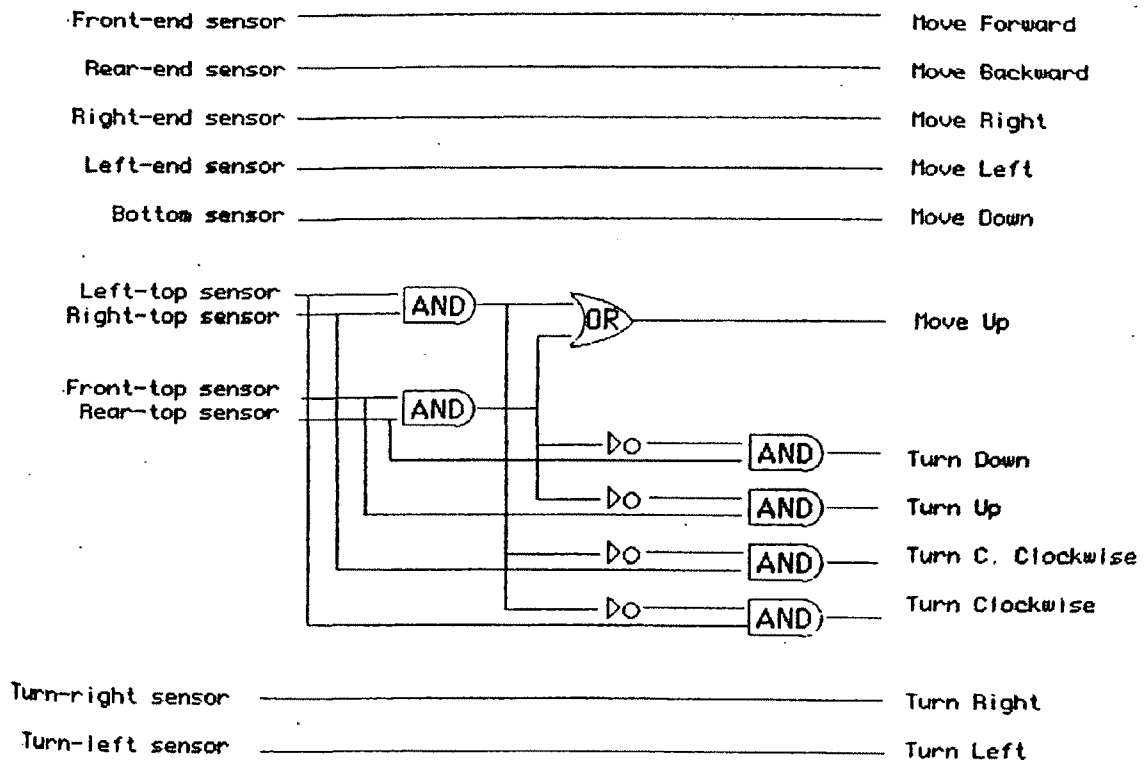 Front-end sensor Move Forward
Rear-end sensor Move Backward
Right-end sensor Move Right
Left-end sensor Move Left
Bottom sensor Move Down
Left-top sensor
Right-top sensor
AND
OR
Move Up
Front-top sensor
Rear-top sensor
AND
AND
Turn Down
AND
Turn Up
AND
Turn C. Clockwise
AND
Turn Clockwise
Turn-right sensor Turn Right
Turn-left sensor Turn Left